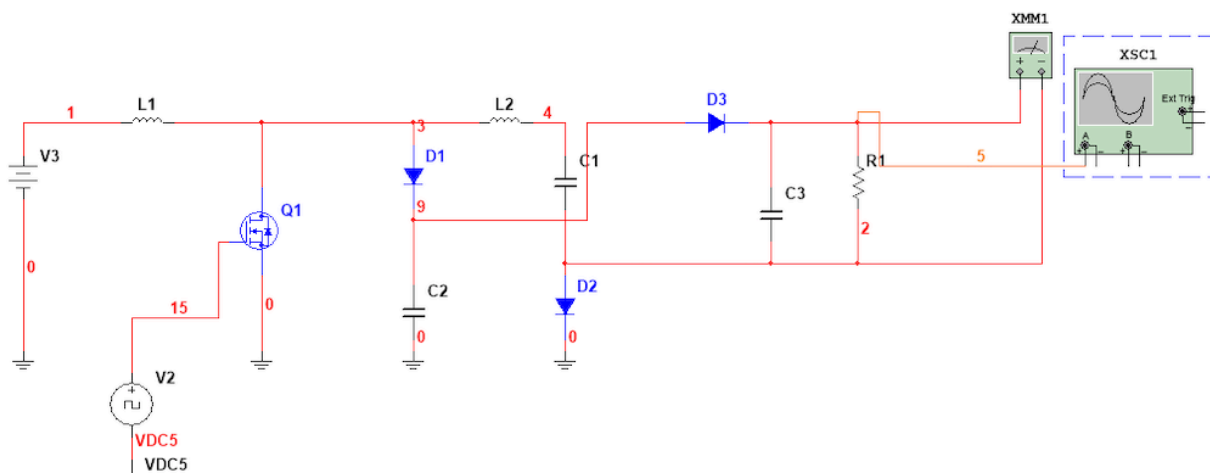 XMM1
XSC1
Ext Trig
A B
1 L1 3 L2 4 D3
V3 D1 C1 5
R1
9
Q1 C3 2
0 C2 D2
15 0 0 0
V2
VDC5
VDC5